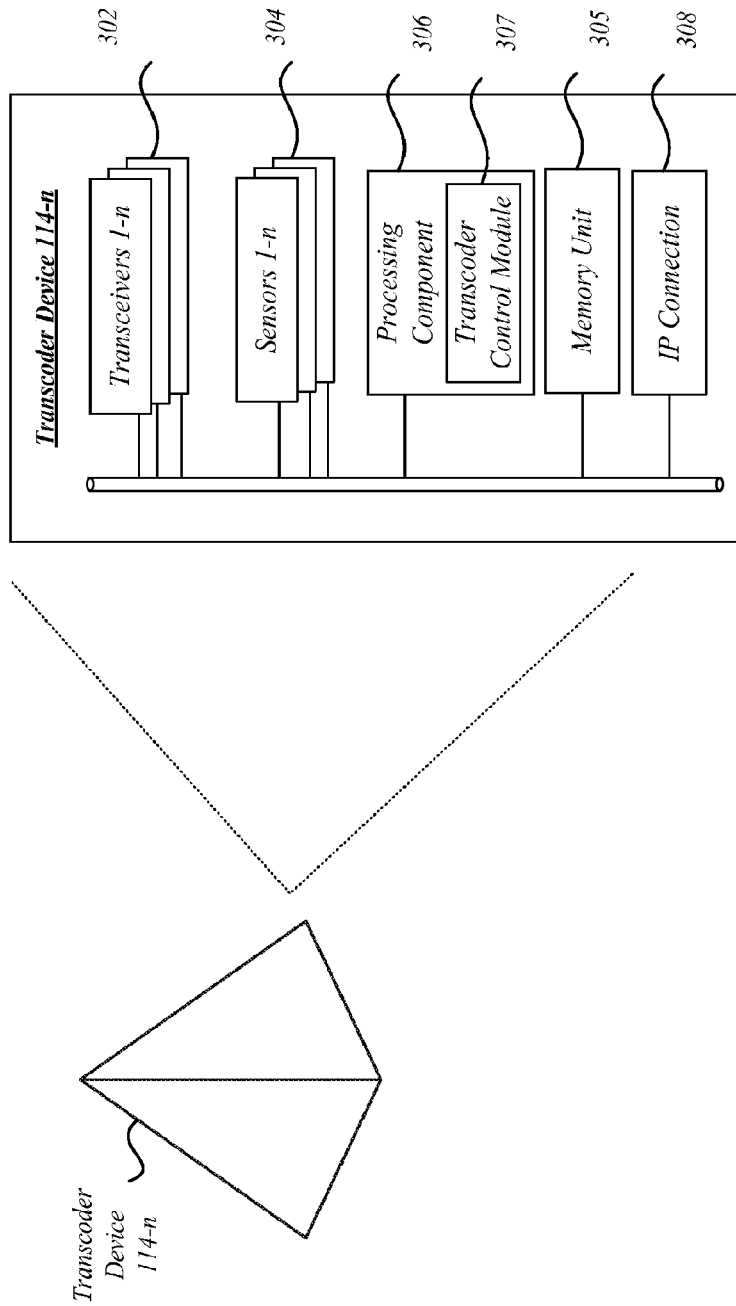 Transcoder
Device
114-n
Transcoder Device 114-n
Transceivers 1-n
302
Sensors 1-n
304
Processing
Component
306
Transcoder
Control Module
307
Memory Unit
305
IP Connection
308